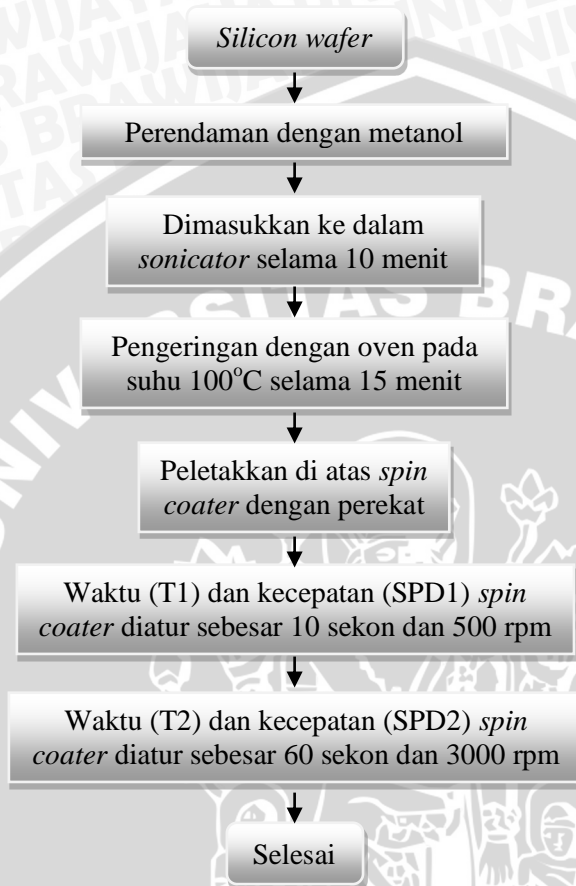 Silicon wafer
Perendaman dengan metanol
Dimasukkan ke dalam
sonicator selama 10 menit
Pengeringan dengan oven pada
suhu 100°C selama 15 menit
Peletakkan di atas spin
coater dengan perekat
Waktu (T1) dan kecepatan (SPD1) spin
coater diatur sebesar 10 sekon dan 500 rpm
Waktu (T2) dan kecepatan (SPD2) spin
coater diatur sebesar 60 sekon dan 3000 rpm
Selesai